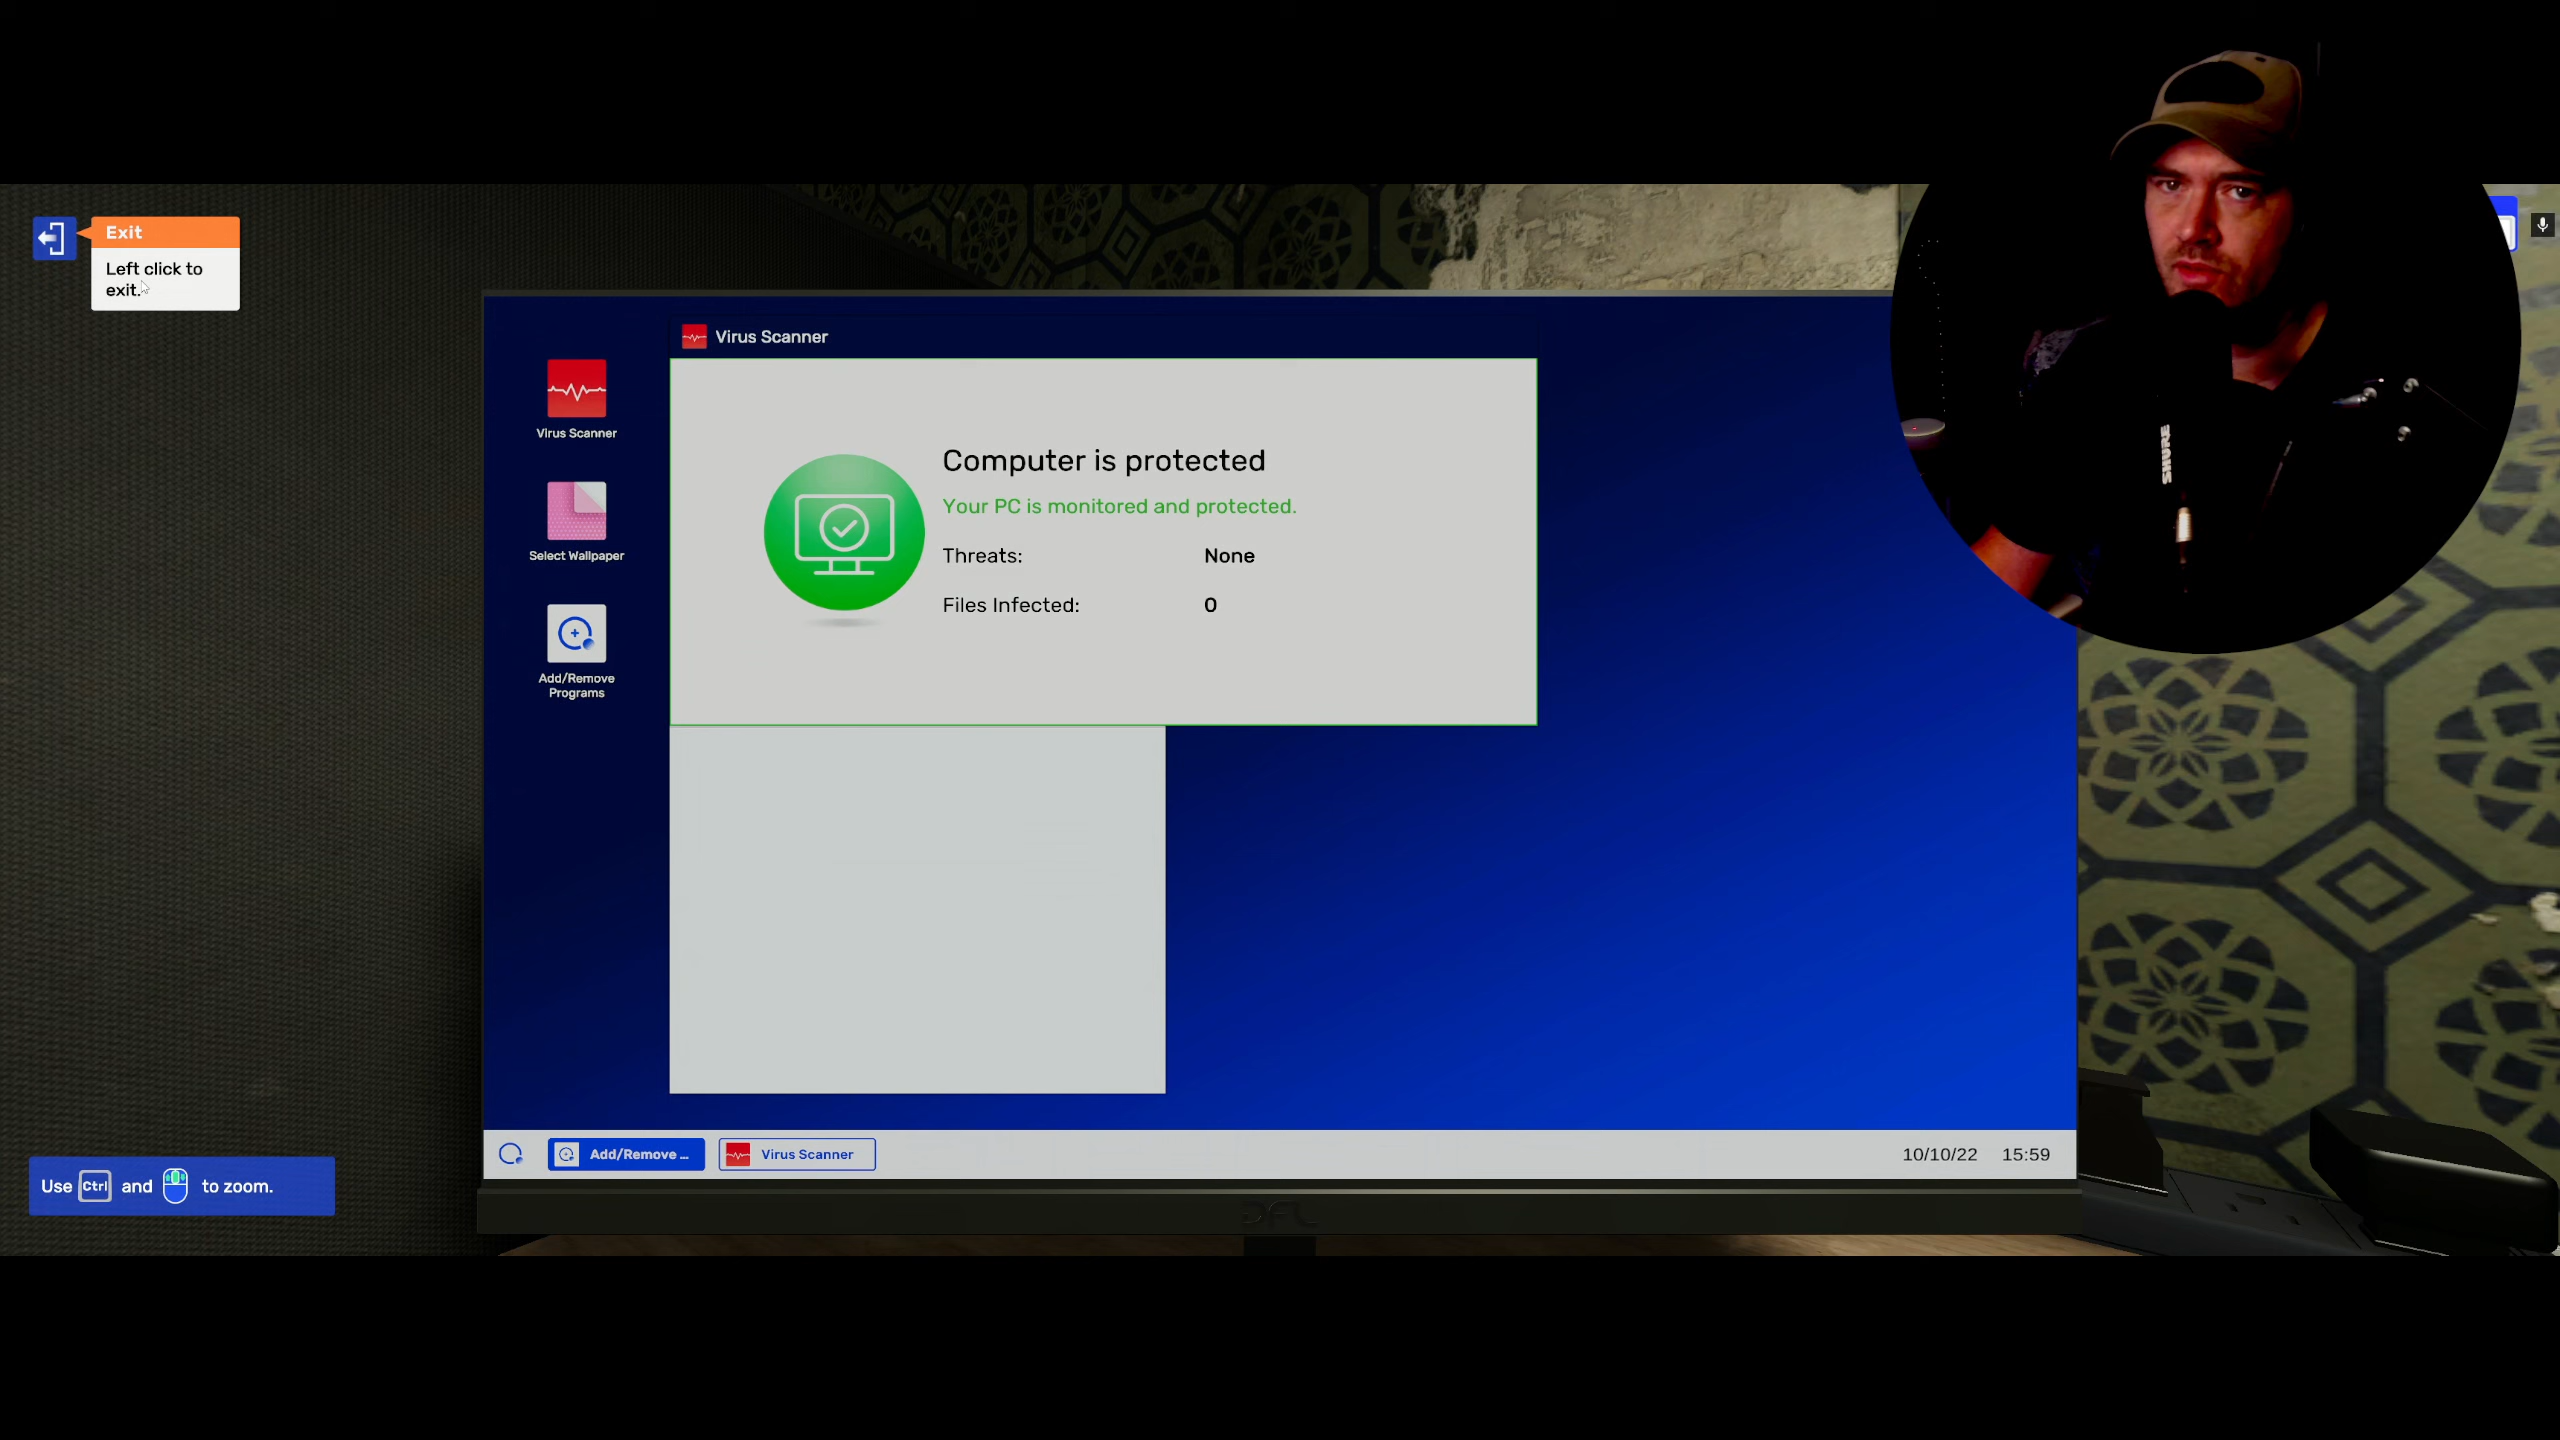 Exit
Left click to
exit.
Virus Scanner
Virus Scanner
Select Wallpaper
Add/Remove
Programs
Computer is protected
Your PC is monitored and protected.
Threats: None
Files Infected: 0
SHURE
Add/Remove ...
Virus Scanner
10/10/22 15:59
Use Ctrl and to zoom.